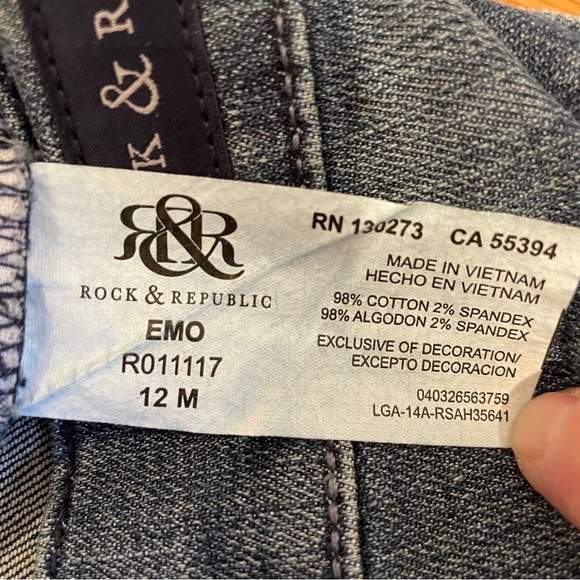 K & R
R&R
ROCK & REPUBLIC
EMO
R011117
12 M
RN 130273 CA 55394
MADE IN VIETNAM
HECHO EN VIETNAM
98% COTTON 2% SPANDEX
98% ALGODON 2% SPANDEX
EXCLUSIVE OF DECORATION/
EXCEPTO DECORACION
040326563759
LGA-14A-RSAH35641